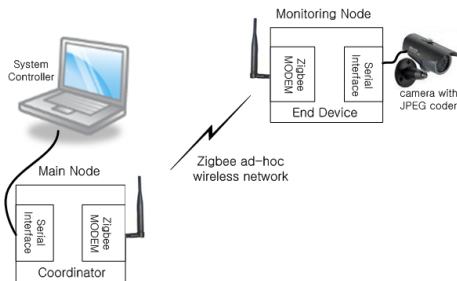 Monitoring Node
Zigbee
MODEM
Serial
Interface
End Device
camera with
JPEG coder
System
Controller
Zigbee ad-hoc
wireless network
Main Node
Serial
Interface
Zigbee
MODEM
Coordinator